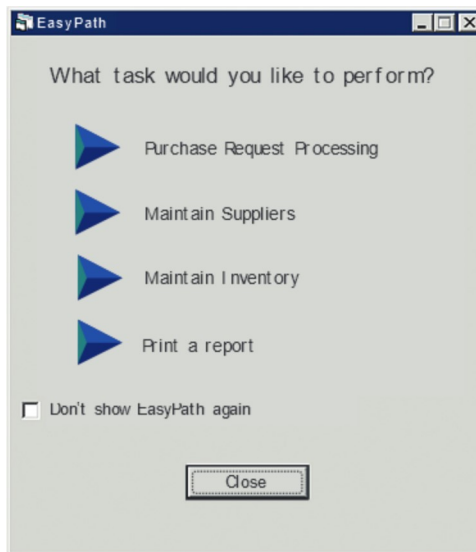 EasyPath
What task would you like to perform?
Purchase Request Processing
Maintain Suppliers
Maintain Inventory
Print a report
Don't show EasyPath again
Close